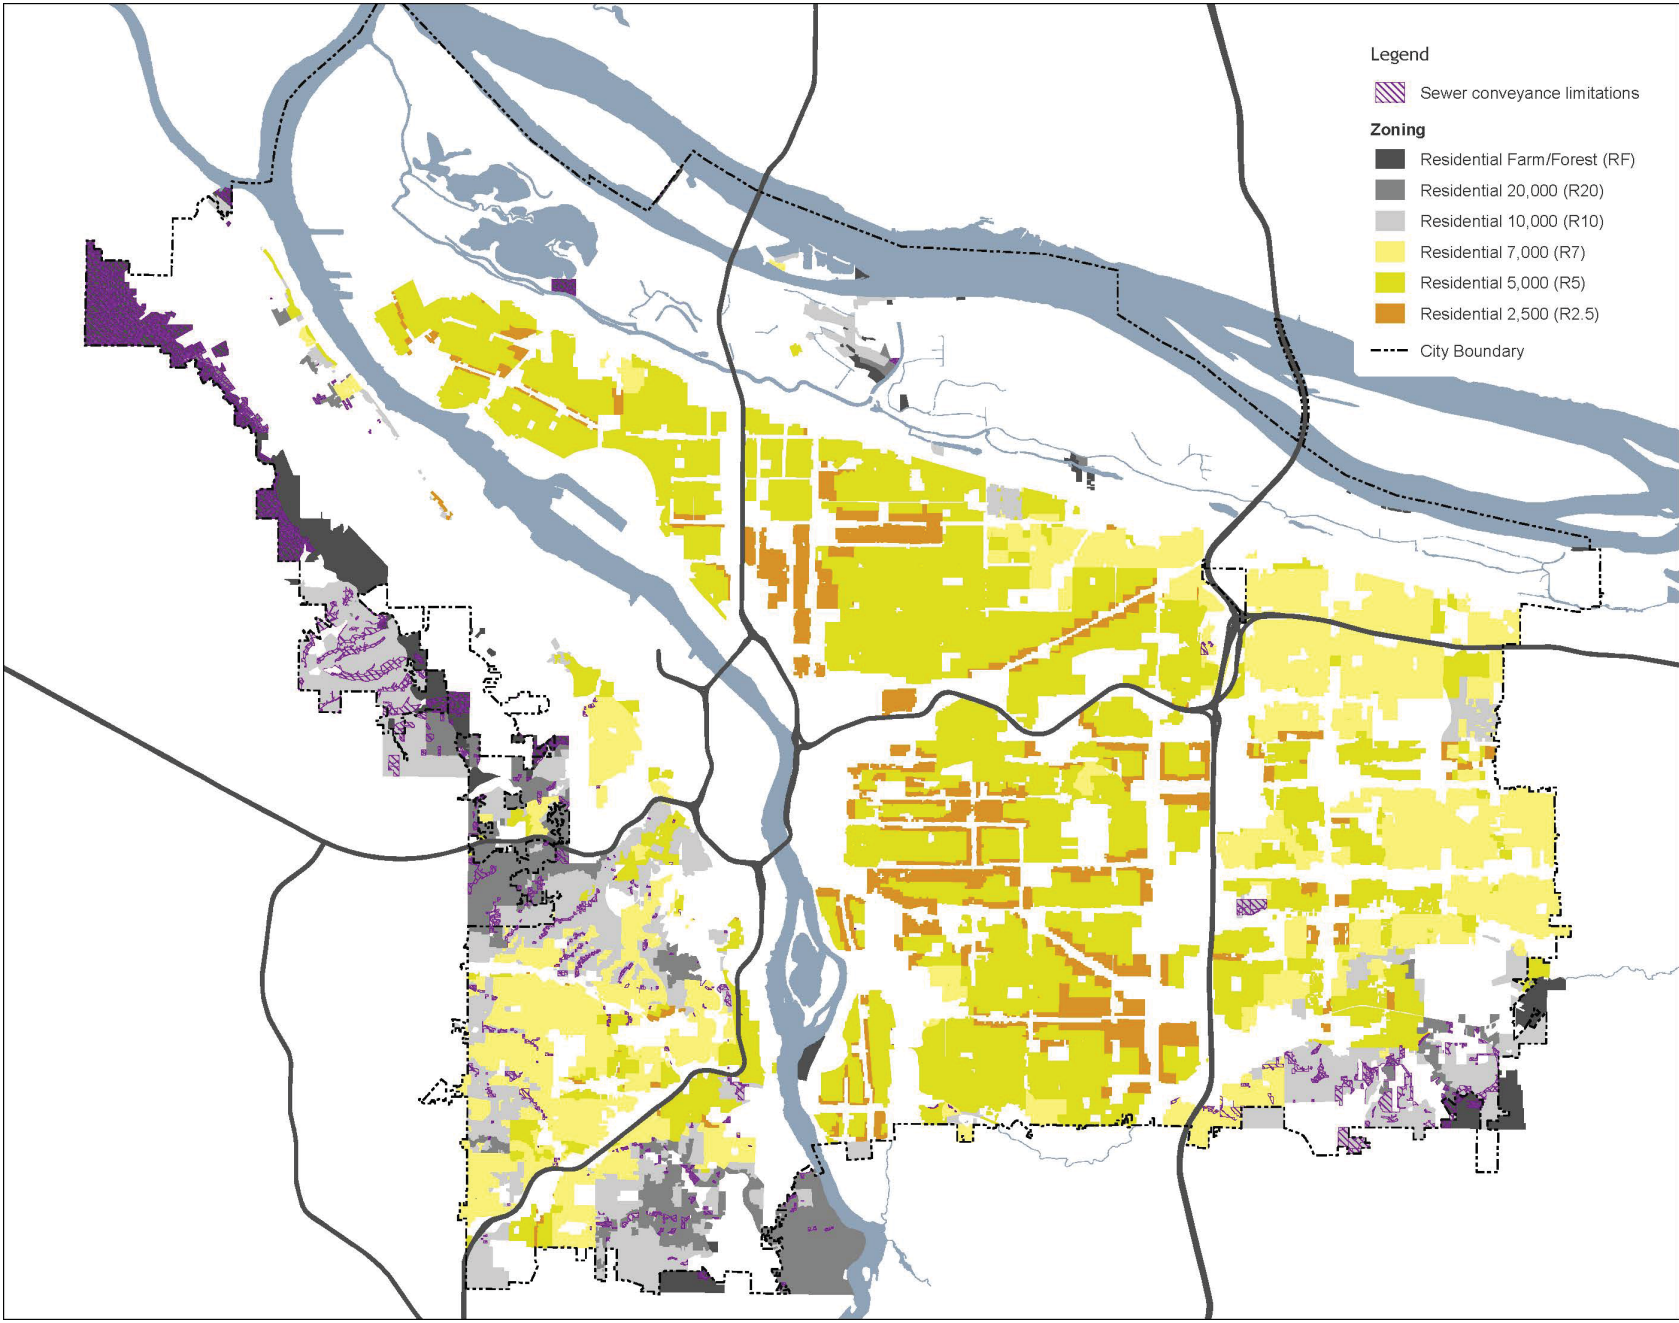 Legend
Sewer conveyance limitations
Zoning
Residential Farm/Forest (RF)
Residential 20,000 (R20)
Residential 10,000 (R10)
Residential 7,000 (R7)
Residential 5,000 (R5)
Residential 2,500 (R2.5)
City Boundary